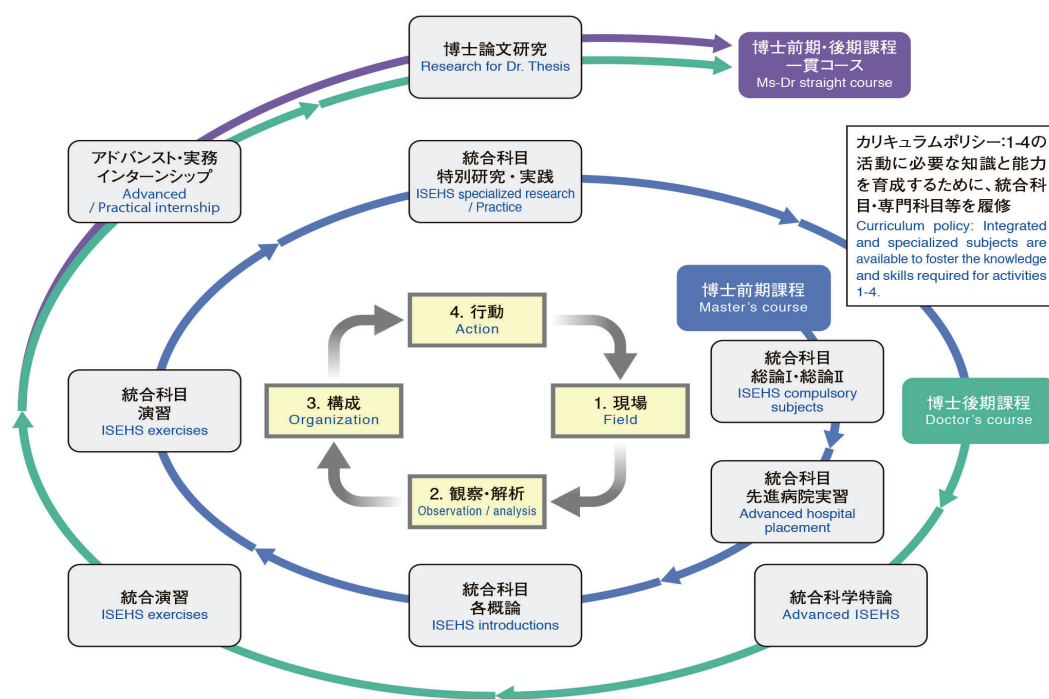 博士論文研究
Research for Dr. Thesis
博士前期・後期課程
一貫コース
Ms-Dr straight course
アドバンスト・実務
インターンシップ
Advanced
/ Practical internship
統合科目
特別研究・実践
ISEHS specialized research
/ Practice
カリキュラムポリシー:1-4の
活動に必要な知識と能力
を育成するために、統合科
目・専門科目等を履修
Curriculum policy: Integrated
and specialized subjects are
available to foster the knowledge
and skills required for activities
1-4.
博士前期課程
Master's course
4. 行動
Action
統合科目
総論Ⅰ・総論Ⅱ
ISEHS compulsory
subjects
統合科目
演習
ISEHS exercises
3. 構成
Organization
1. 現場
Field
博士後期課程
Doctor's course
2. 観察・解析
Observation / analysis
統合科目
先進病院実習
Advanced hospital
placement
統合演習
ISEHS exercises
統合科目
各概論
ISEHS introductions
統合科学特論
Advanced ISEHS